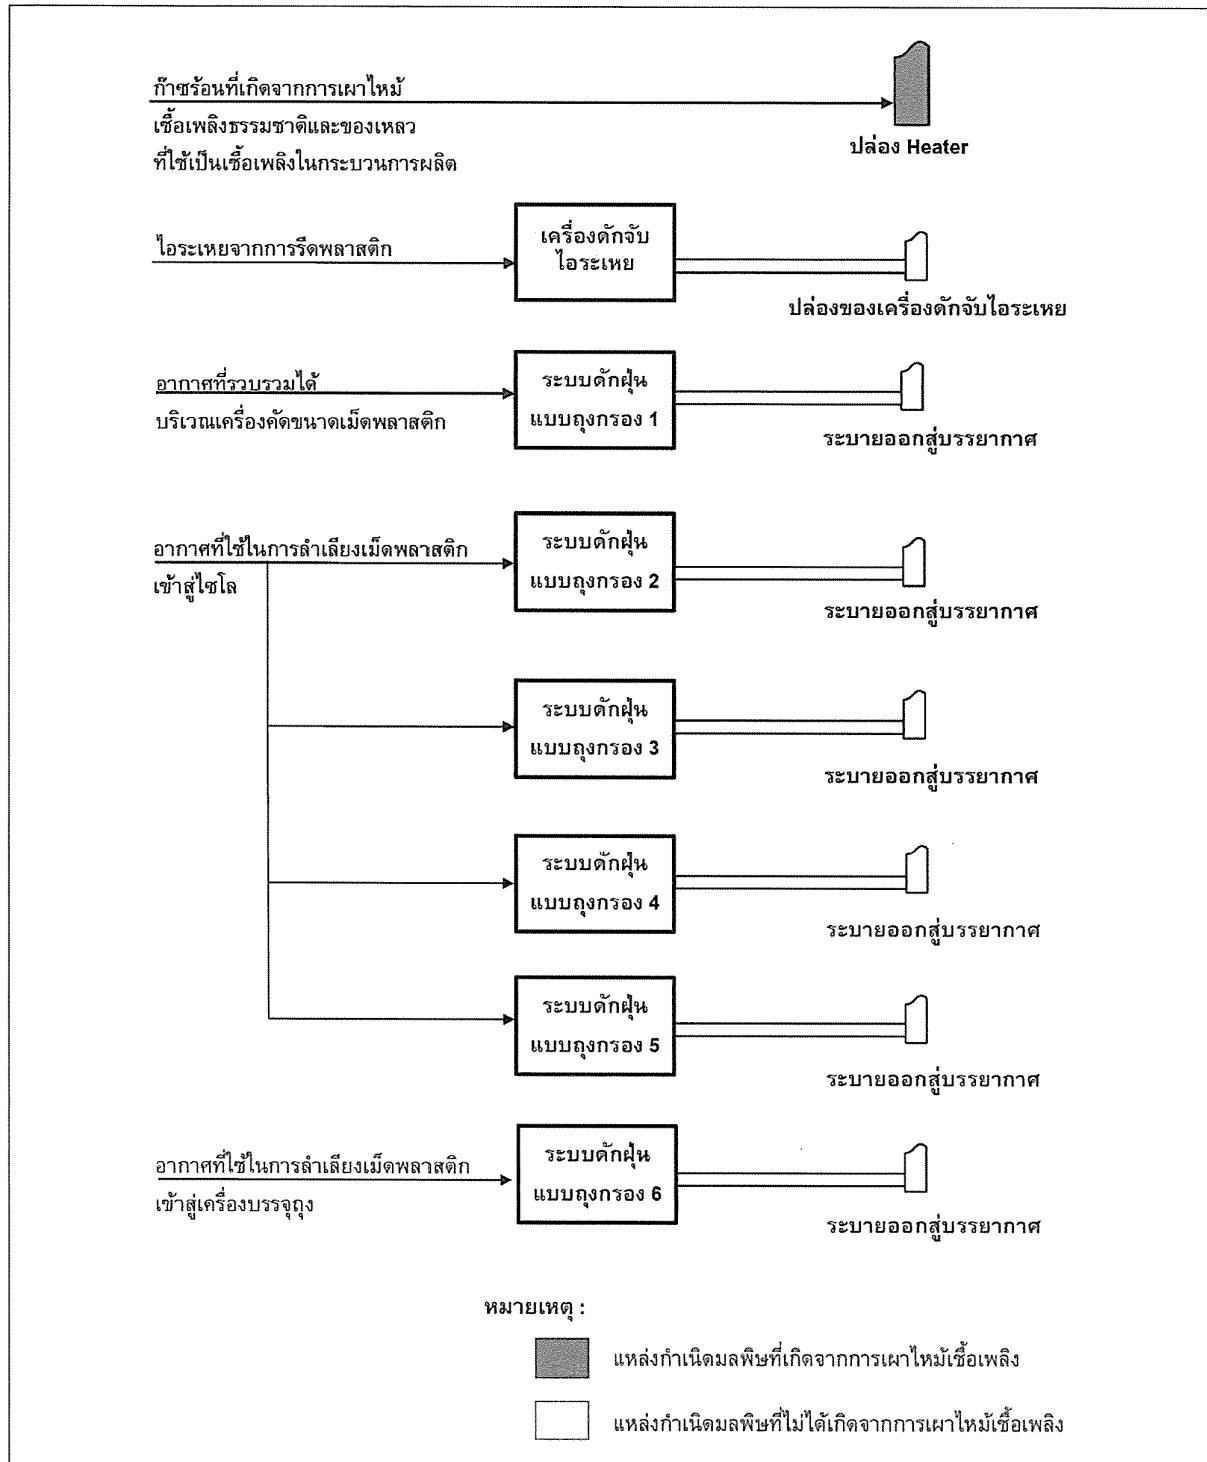 ก๊าซร้อนที่เกิดจากการเผาไหม้
เชื้อเพลิงธรรมชาติและของเหลว
ที่ใช้เป็นเชื้อเพลิงในกระบวนการผลิต
ปล่อง Heater
ไอระเหยจากการรีดพลาสติก
เครื่องดักจับ
ไอระเหย
ปล่องของเครื่องดักจับไอระเหย
อากาศที่รวบรวมได้
บริเวณเครื่องคัดขนาดเม็ดพลาสติก
ระบบดักฝุ่น
แบบถุงกรอง 1
ระบายออกสู่บรรยากาศ
อากาศที่ใช้ในการลำเลียงเม็ดพลาสติก
เข้าสู่ไซโล
ระบบดักฝุ่น
แบบถุงกรอง 2
ระบายออกสู่บรรยากาศ
ระบบดักฝุ่น
แบบถุงกรอง 3
ระบายออกสู่บรรยากาศ
ระบบดักฝุ่น
แบบถุงกรอง 4
ระบายออกสู่บรรยากาศ
ระบบดักฝุ่น
แบบถุงกรอง 5
ระบายออกสู่บรรยากาศ
อากาศที่ใช้ในการลำเลียงเม็ดพลาสติก
เข้าสู่เครื่องบรรจุถุง
ระบบดักฝุ่น
แบบถุงกรอง 6
ระบายออกสู่บรรยากาศ
หมายเหตุ :
แหล่งกำเนิดมลพิษที่เกิดจากการเผาไหม้เชื้อเพลิง
แหล่งกำเนิดมลพิษที่ไม่ได้เกิดจากการเผาไหม้เชื้อเพลิง